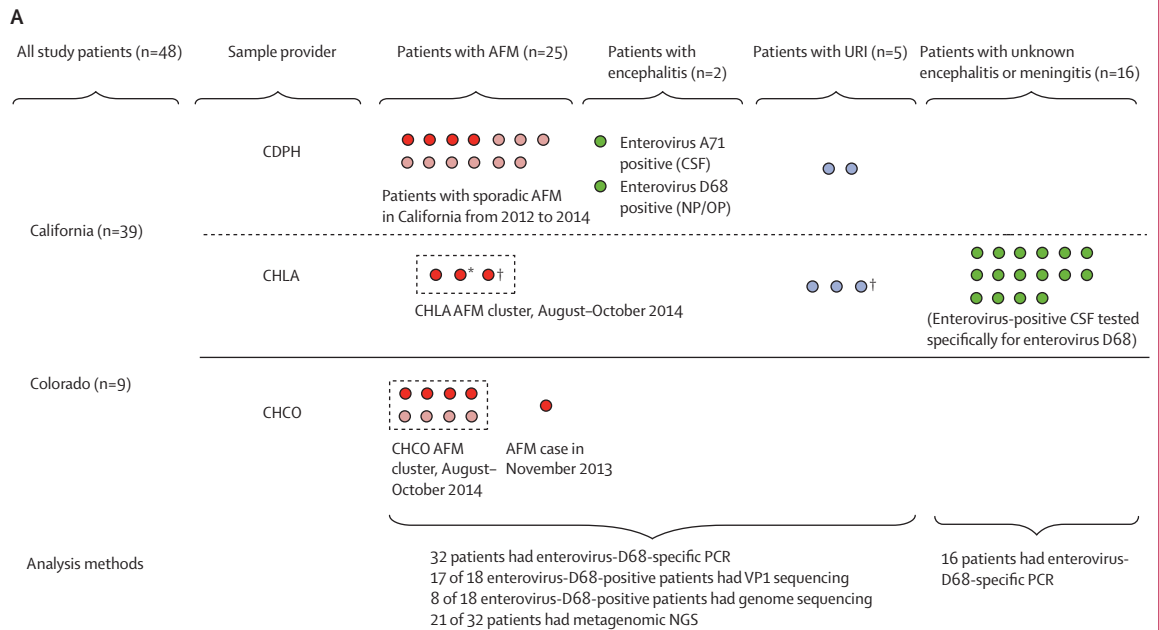 A
All study patients (n=48)
Sample provider
Patients with AFM (n=25)
Patients with
encephalitis (n=2)
Patients with URI (n=5)
Patients with unknown
encephalitis or meningitis (n=16)
California (n=39)
CDPH
Patients with sporadic AFM
in California from 2012 to 2014
Enterovirus A71
positive (CSF)
Enterovirus D68
positive (NP/OP)
CHLA
* †
CHLA AFM cluster, August–October 2014
†
(Enterovirus-positive CSF tested
specifically for enterovirus D68)
Colorado (n=9)
CHCO
CHCO AFM
cluster, August–
October 2014
AFM case in
November 2013
Analysis methods
32 patients had enterovirus-D68-specific PCR
17 of 18 enterovirus-D68-positive patients had VP1 sequencing
8 of 18 enterovirus-D68-positive patients had genome sequencing
21 of 32 patients had metagenomic NGS
16 patients had enterovirus-
D68-specific PCR